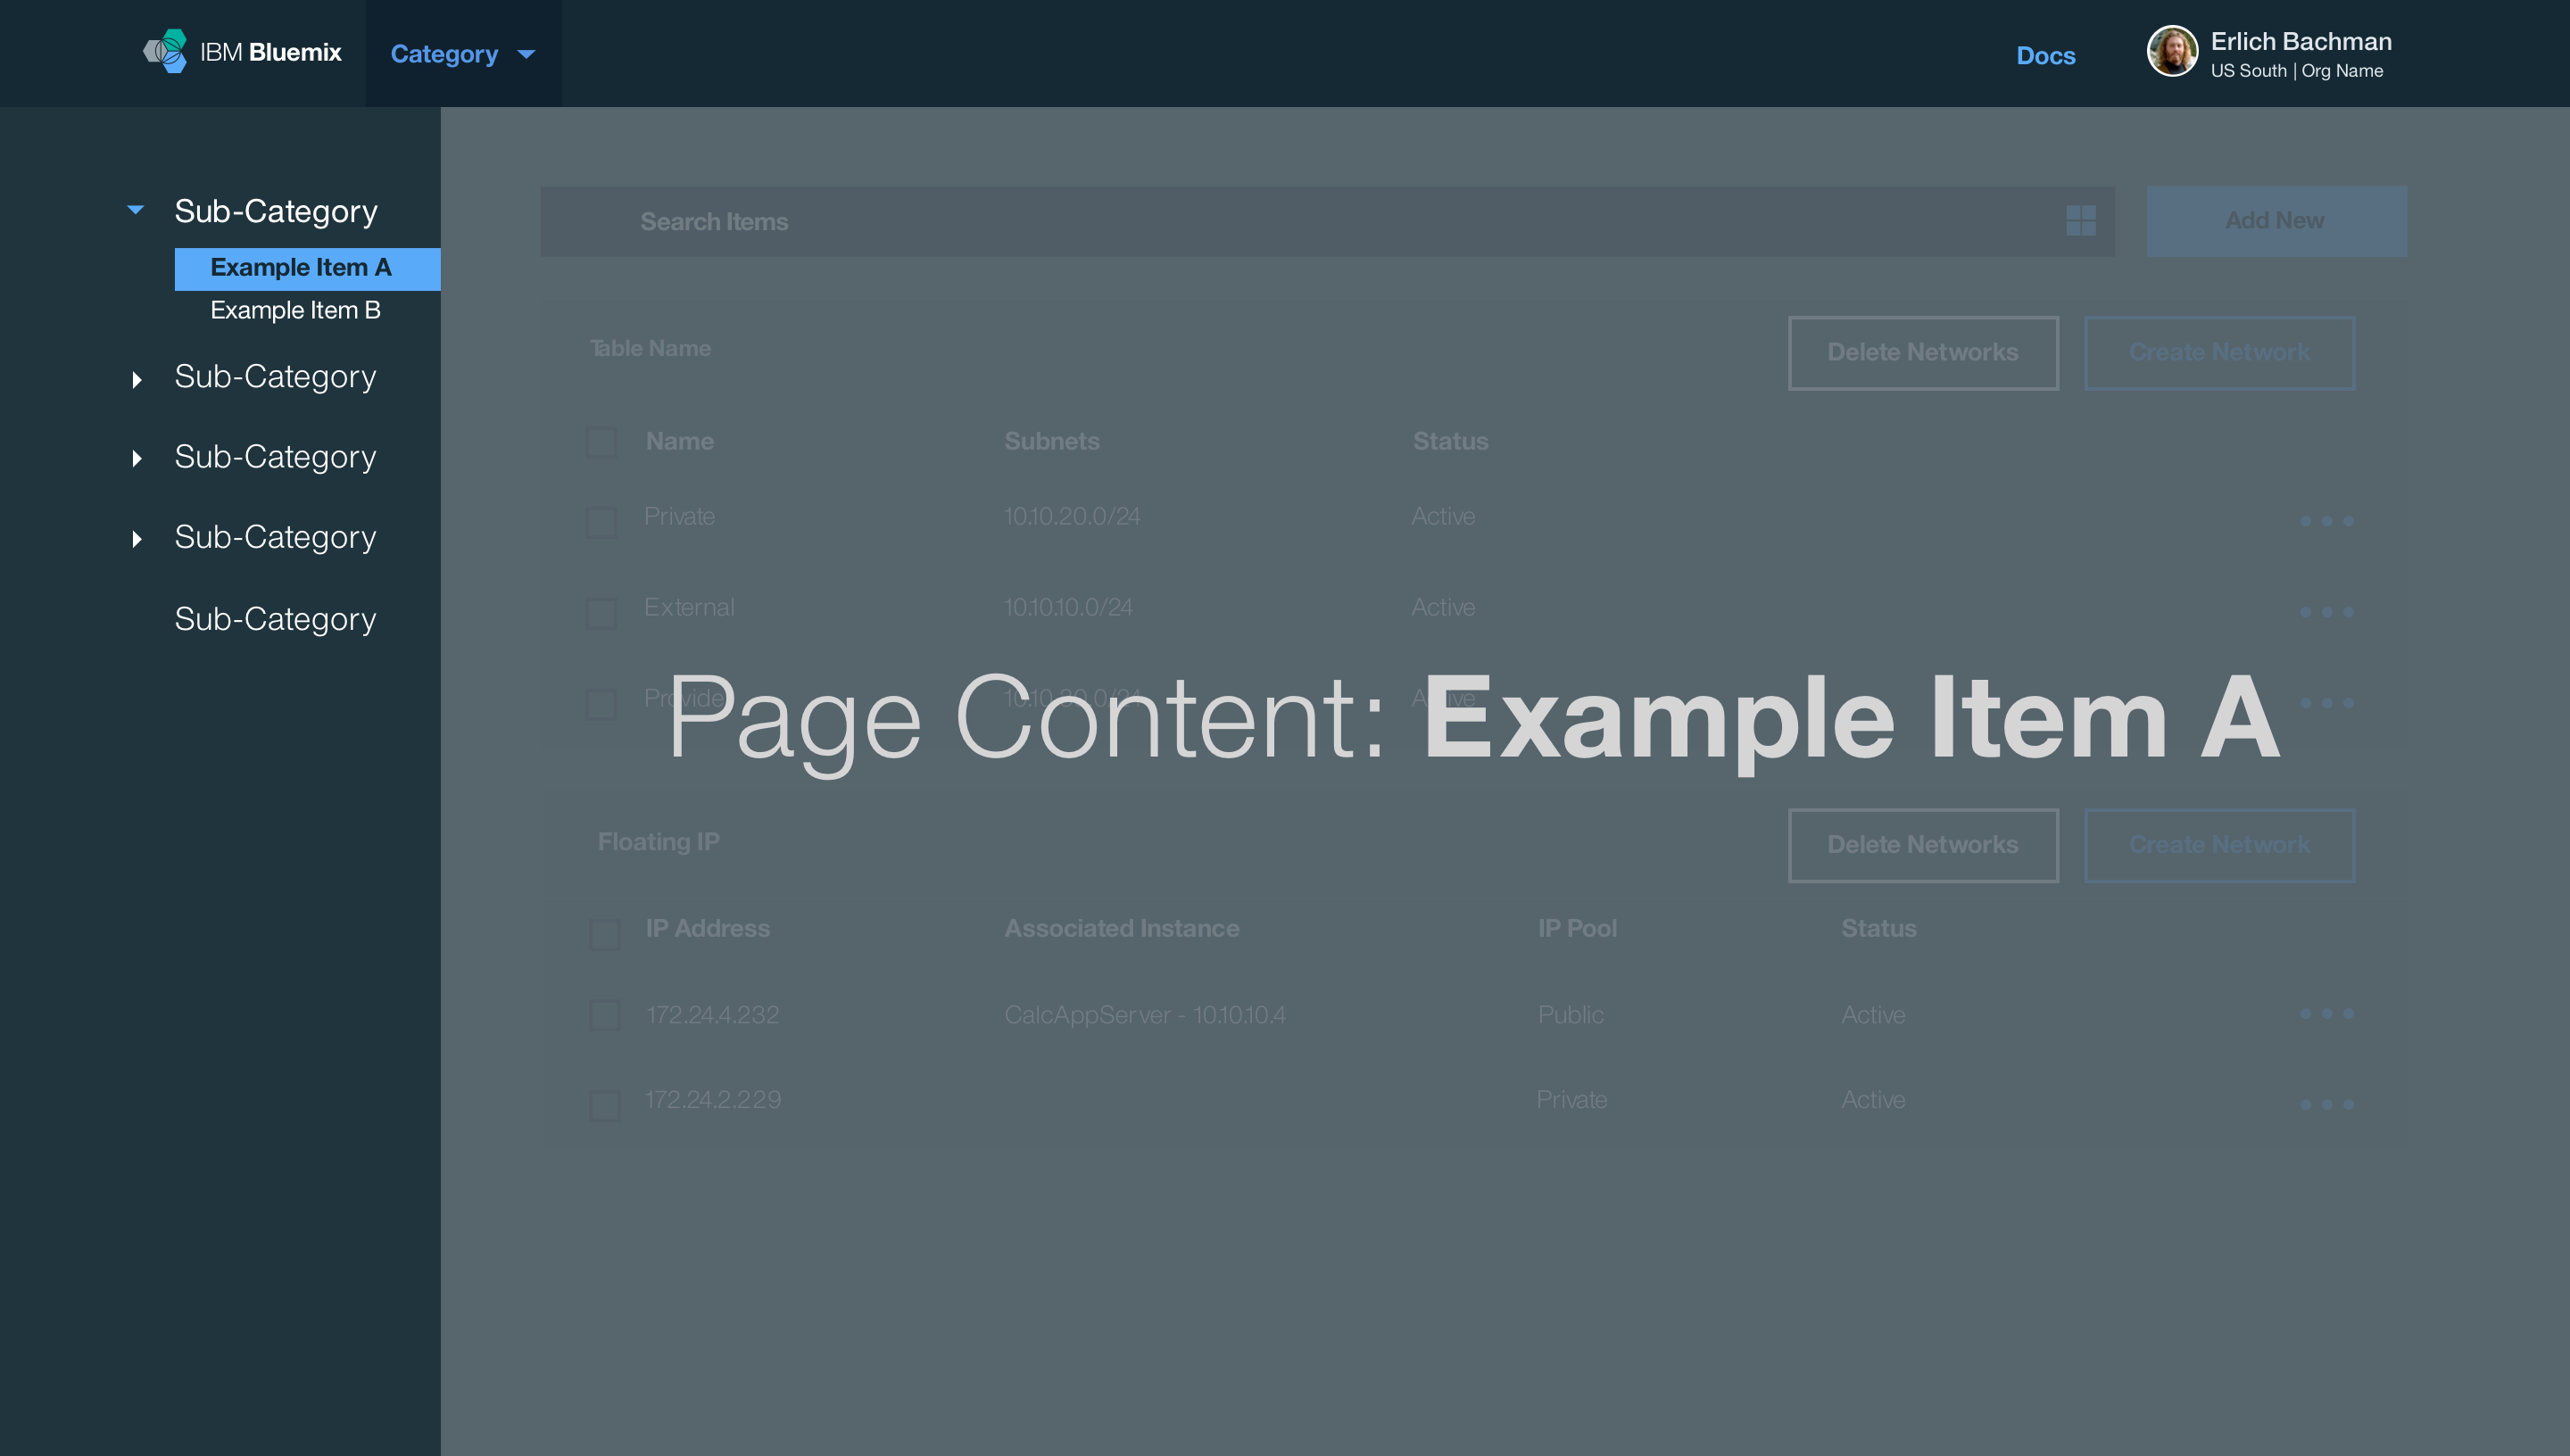 IBM Bluemix
Category
Docs
Erlich Bachman
US South | Org Name
Sub-Category
Example Item A
Example Item B
Sub-Category
Sub-Category
Sub-Category
Sub-Category
Search Items
Add New
Table Name
Delete Networks
Create Network
Name Subnets Status
Private 10.10.20.0/24 Active
External 10.10.10.0/24 Active
Provider 10.10.30.0/24 Active
Page Content: Example Item A
Floating IP
Delete Networks
Create Network
IP Address Associated Instance IP Pool Status
172.24.4.232 CalcAppServer - 10.10.10.4 Public Active
172.24.2.229 Private Active